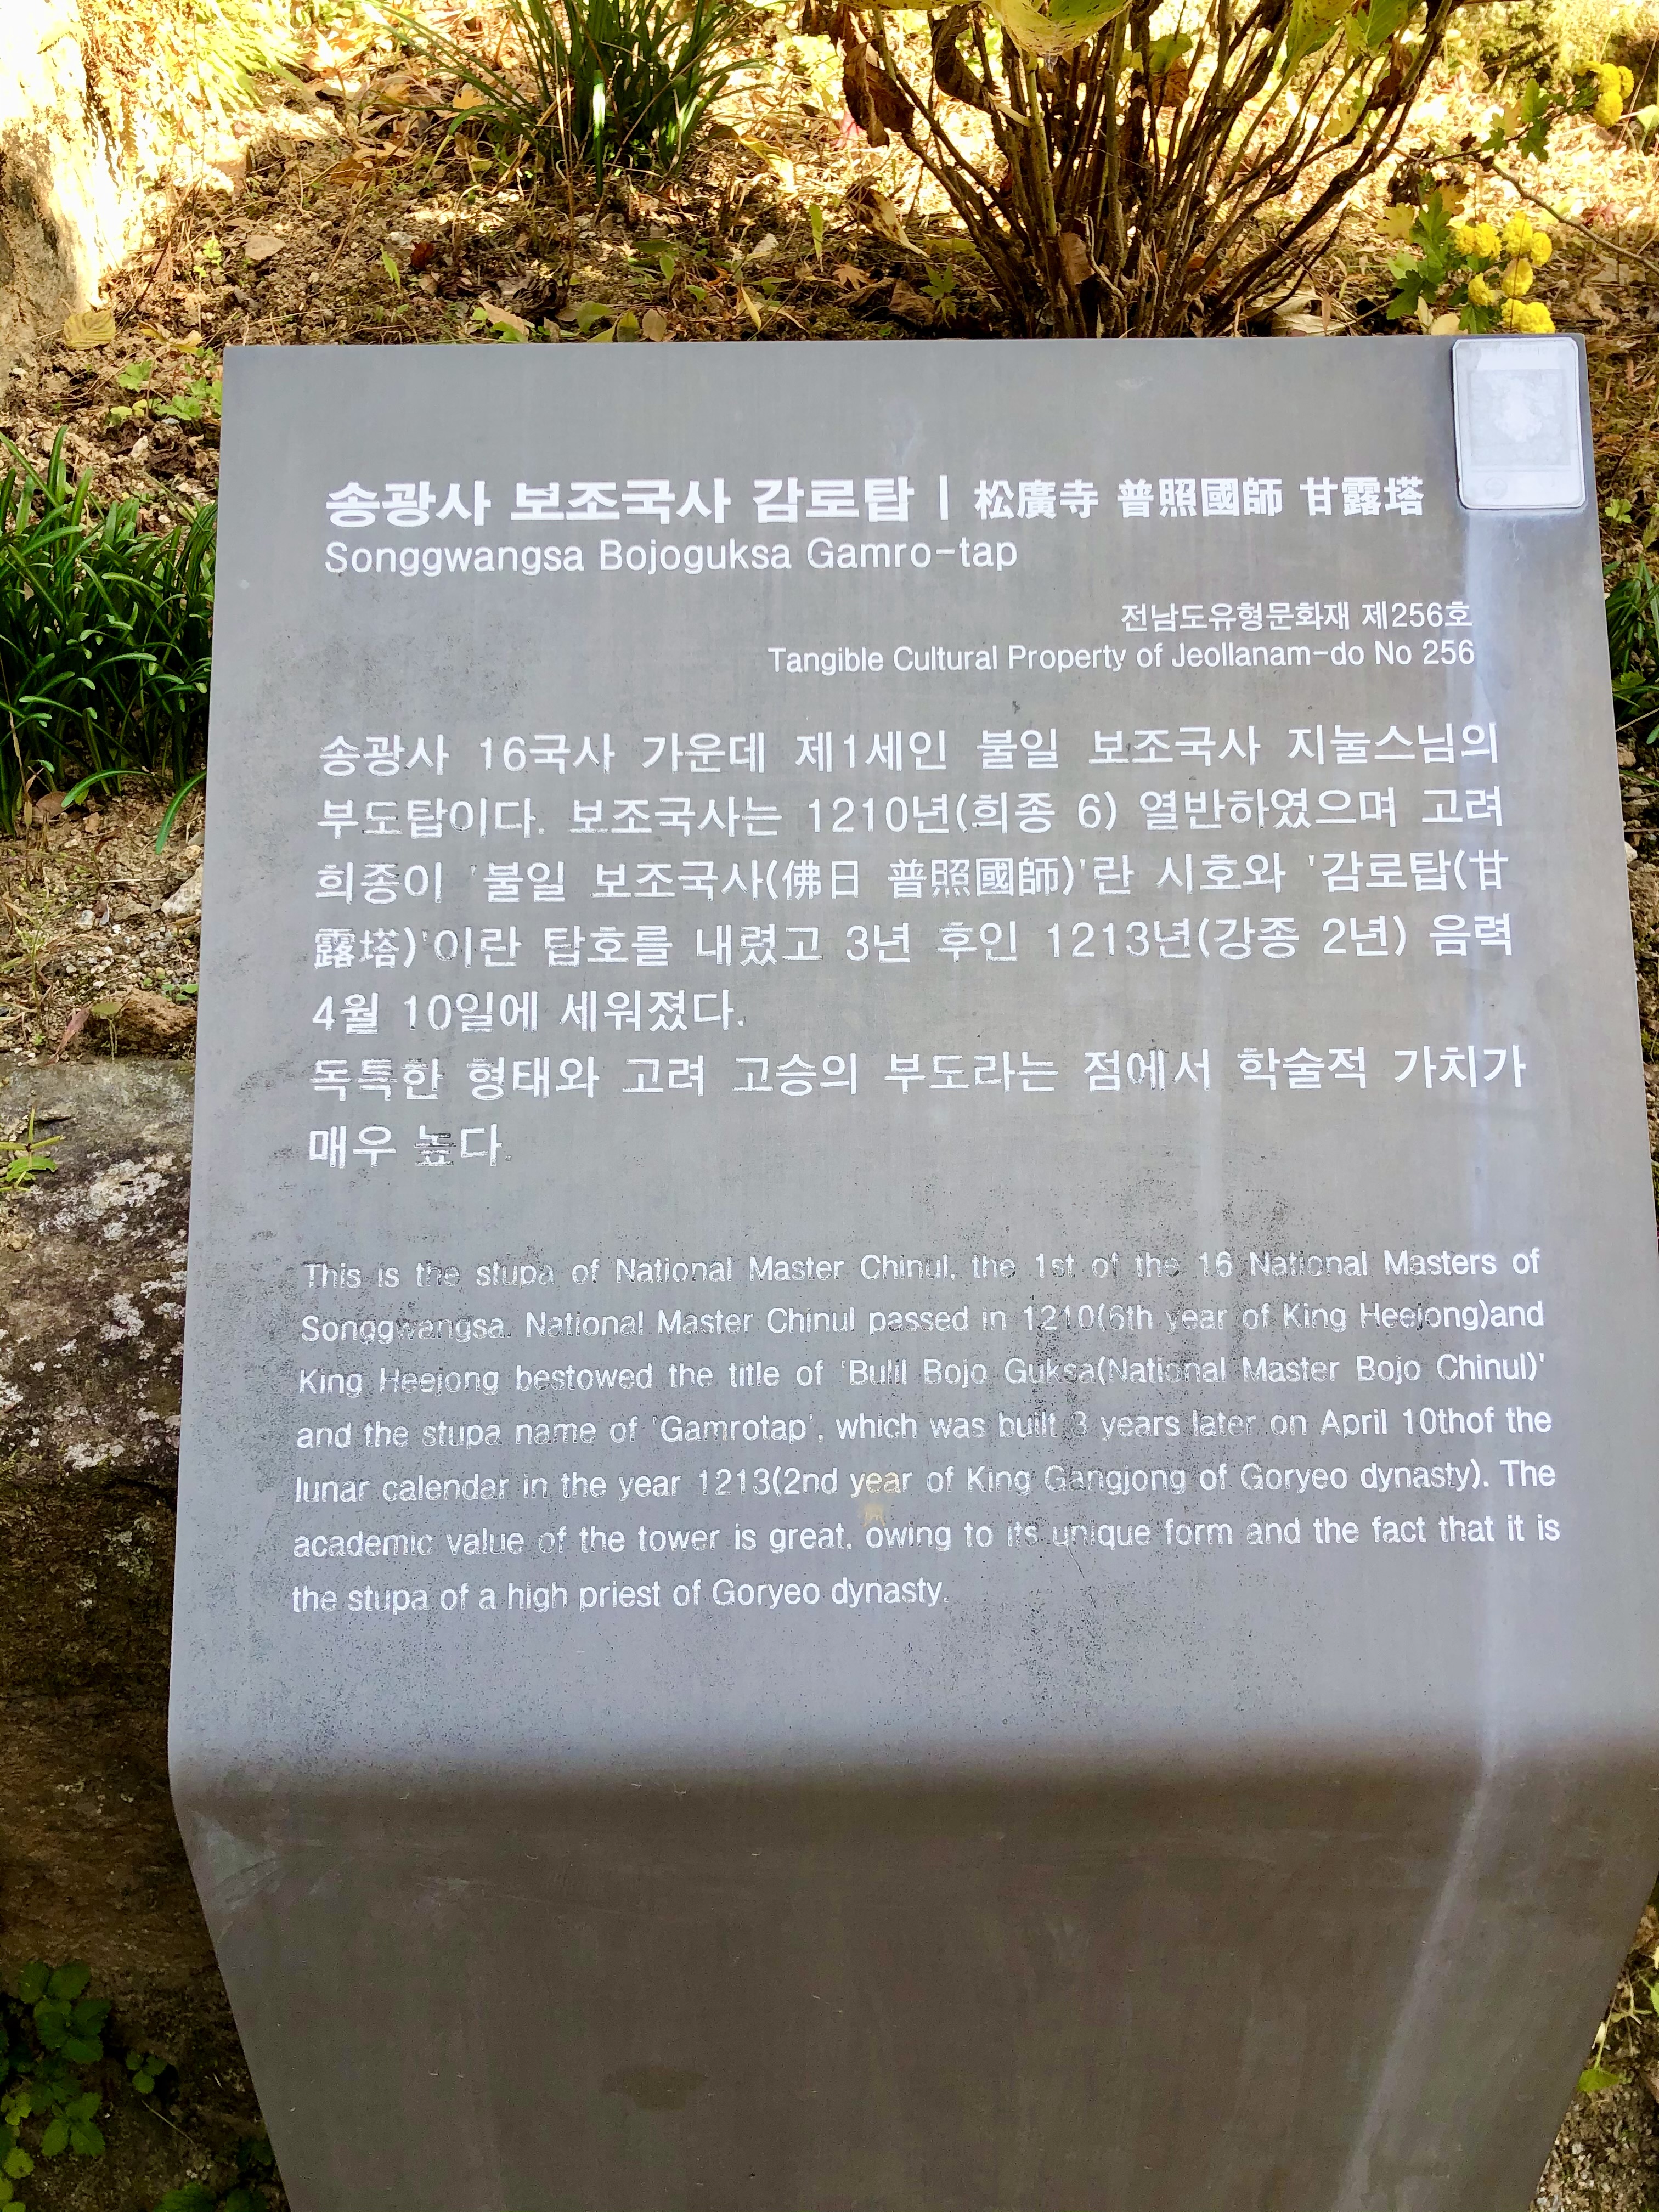 송광사 보조국사 감로탑 | 松廣寺 普照國師 甘露塔
Songgwangsa Bojoguksa Gamro-tap
전남도유형문화재 제256호
Tangible Cultural Property of Jeollanam-do No 256
송광사 16국사 가운데 제1세인 불일 보조국사 지눌스님의
부도탑이다. 보조국사는 1210년(희종 6) 열반하였으며 고려
희종이 '불일 보조국사(佛日 普照國師)'란 시호와 '감로탑(甘
露塔)'이란 탑호를 내렸고 3년 후인 1213년(강종 2년) 음력
4월 10일에 세워졌다.
독특한 형태와 고려 고승의 부도라는 점에서 학술적 가치가
매우 높다.
This is the stupa of National Master Chinul, the 1st of the 16 National Masters of
Songgwangsa. National Master Chinul passed in 1210(6th year of King Heejong)and
King Heejong bestowed the title of 'Bulil Bojo Guksa(National Master Bojo Chinul)'
and the stupa name of 'Gamrotap', which was built 3 years later on April 10thof the
lunar calendar in the year 1213(2nd year of King Gangjong of Goryeo dynasty). The
academic value of the tower is great, owing to its unique form and the fact that it is
the stupa of a high priest of Goryeo dynasty.